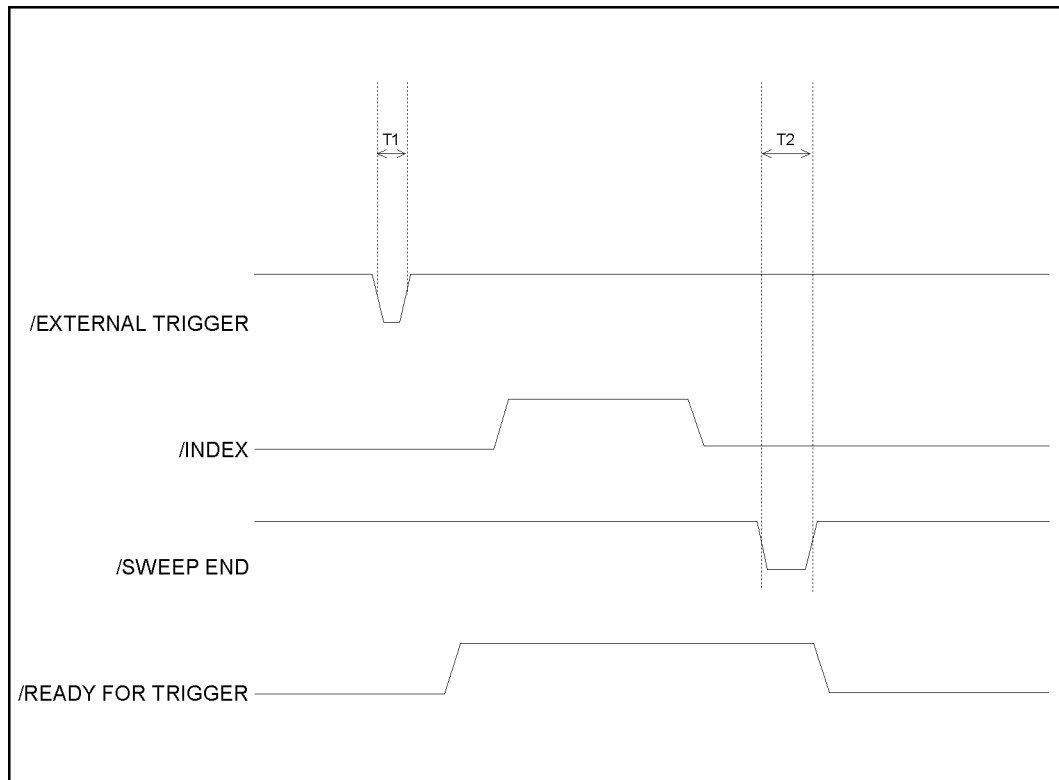 T1
T2
/EXTERNAL TRIGGER
/INDEX
/SWEEP END
/READY FOR TRIGGER